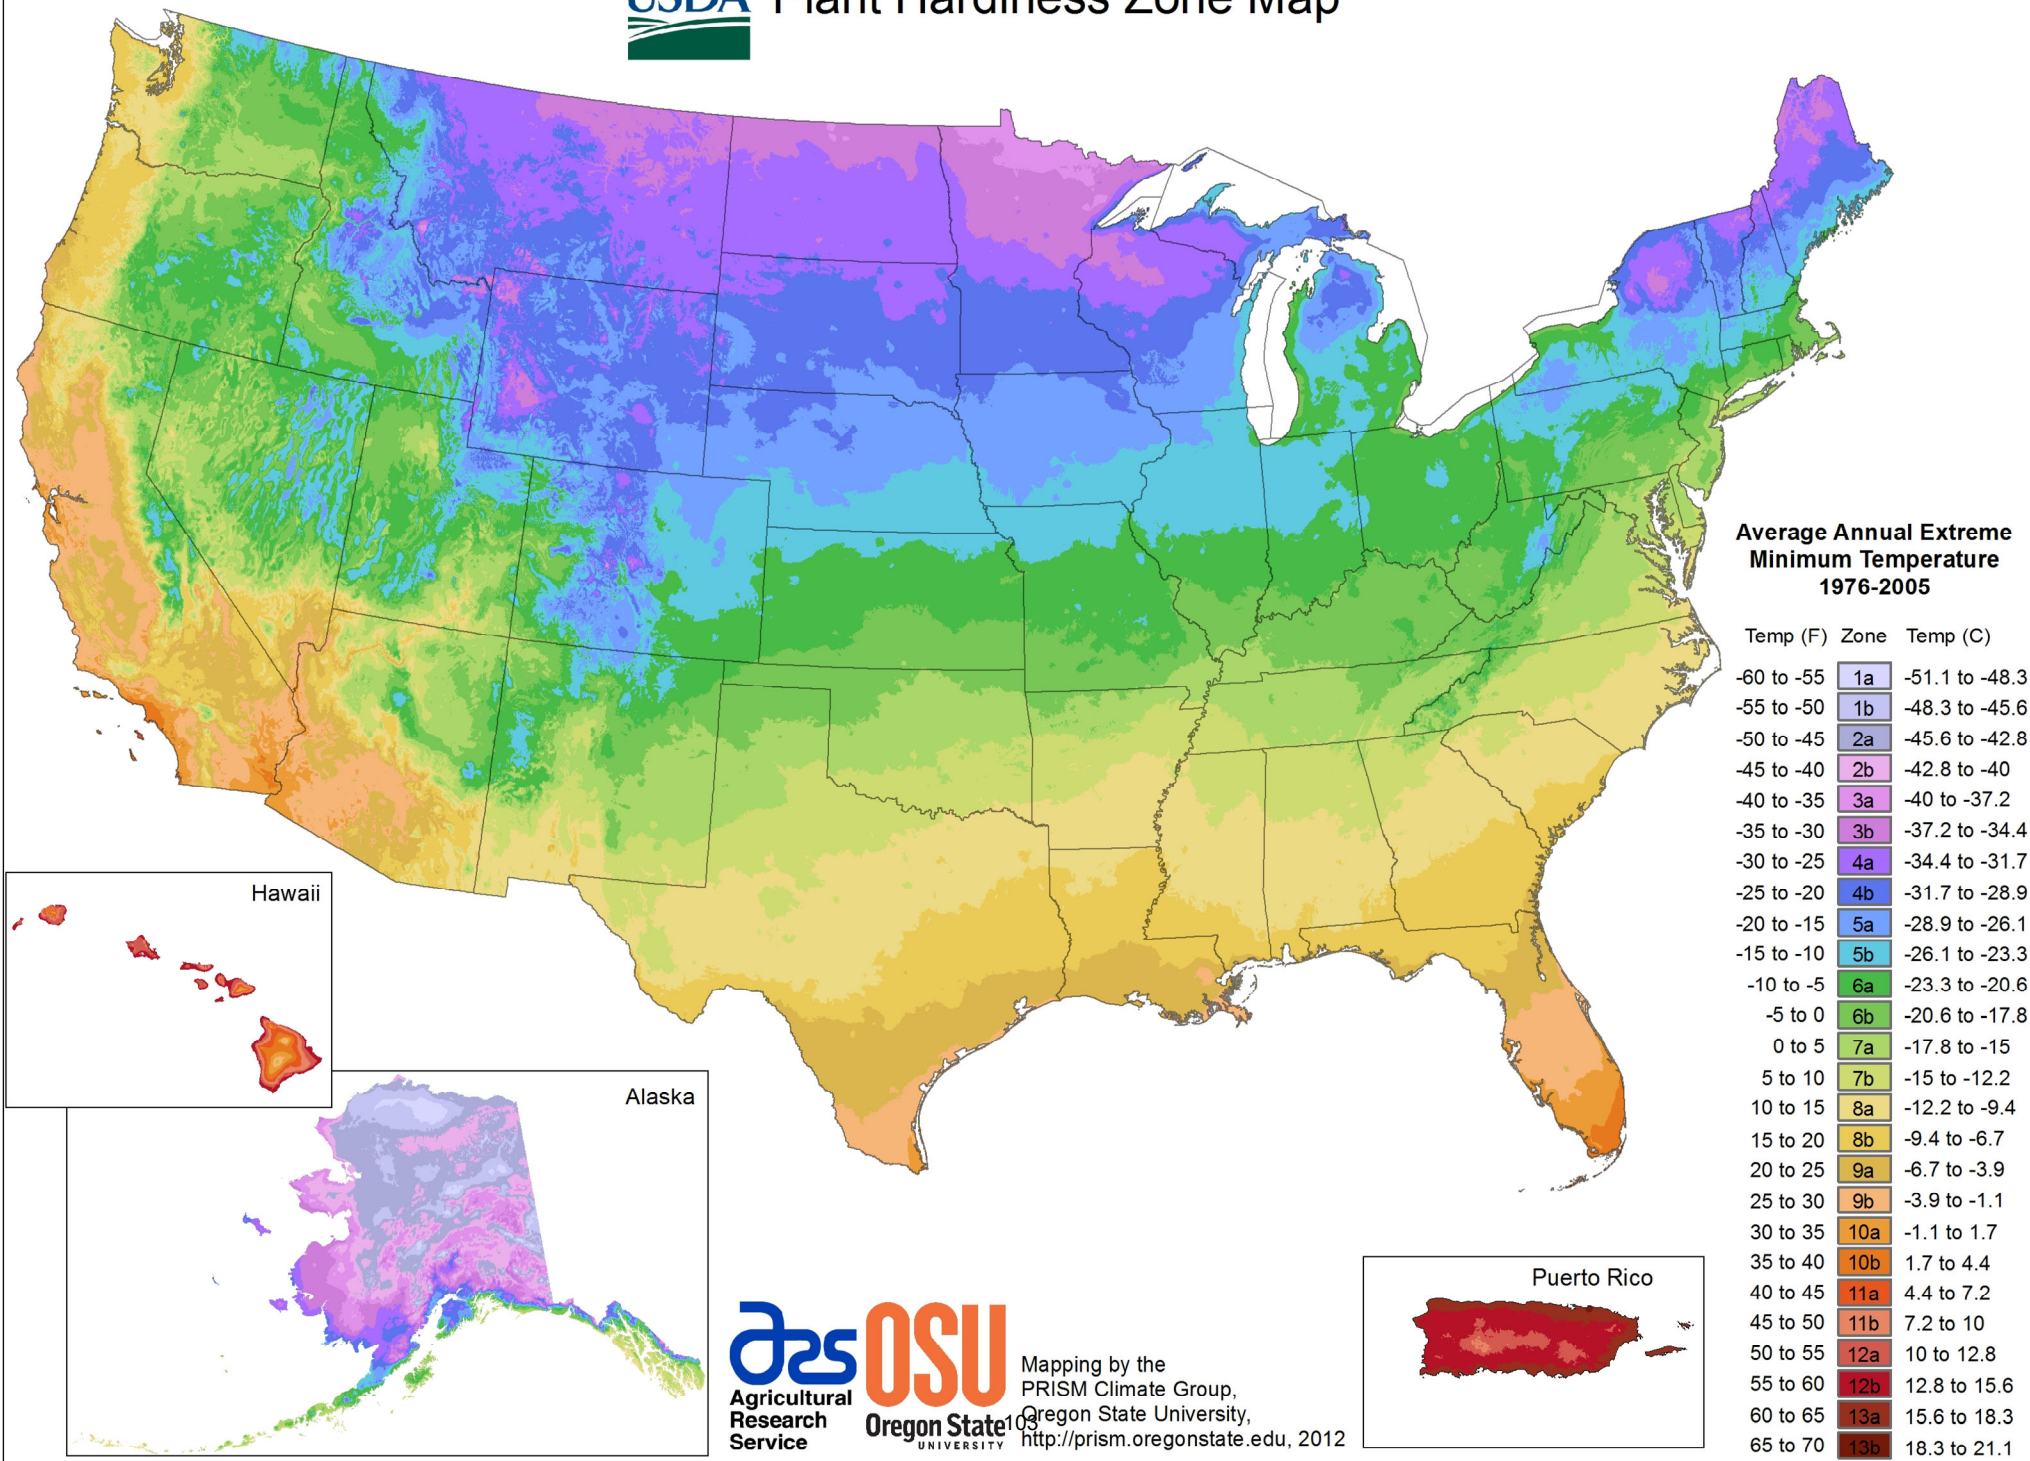 USDA Plant Hardiness Zone Map
Average Annual Extreme
Minimum Temperature
1976-2005
Temp (F) Zone Temp (C)
-60 to -55 1a -51.1 to -48.3
-55 to -50 1b -48.3 to -45.6
-50 to -45 2a -45.6 to -42.8
-45 to -40 2b -42.8 to -40
-40 to -35 3a -40 to -37.2
-35 to -30 3b -37.2 to -34.4
-30 to -25 4a -34.4 to -31.7
-25 to -20 4b -31.7 to -28.9
-20 to -15 5a -28.9 to -26.1
-15 to -10 5b -26.1 to -23.3
-10 to -5 6a -23.3 to -20.6
-5 to 0 6b -20.6 to -17.8
0 to 5 7a -17.8 to -15
5 to 10 7b -15 to -12.2
10 to 15 8a -12.2 to -9.4
15 to 20 8b -9.4 to -6.7
20 to 25 9a -6.7 to -3.9
25 to 30 9b -3.9 to -1.1
30 to 35 10a -1.1 to 1.7
35 to 40 10b 1.7 to 4.4
40 to 45 11a 4.4 to 7.2
45 to 50 11b 7.2 to 10
50 to 55 12a 10 to 12.8
55 to 60 12b 12.8 to 15.6
60 to 65 13a 15.6 to 18.3
65 to 70 13b 18.3 to 21.1
Hawaii
Alaska
Puerto Rico
ars
Agricultural
Research
Service
OSU
Oregon State
UNIVERSITY
103
Mapping by the
PRISM Climate Group,
Oregon State University,
http://prism.oregonstate.edu, 2012